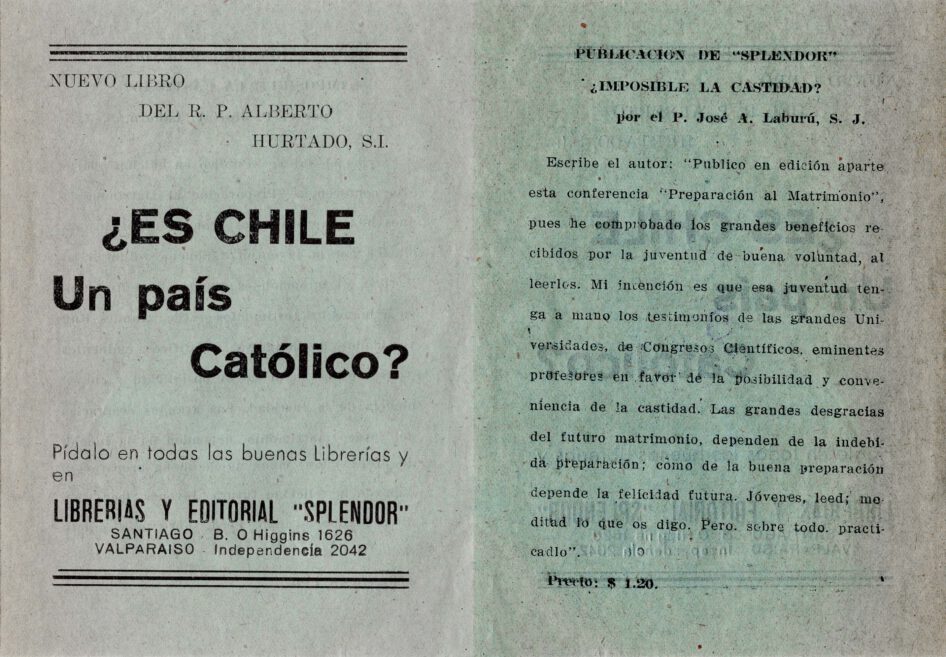 NUEVO LIBRO
DEL R. P. ALBERTO
HURTADO, S.I.
¿ES CHILE
Un país
Católico?
Pídalo en todas las buenas Librerías y
en
LIBRERIAS Y EDITORIAL "SPLENDOR"
SANTIAGO - B. O Higgins 1626
VALPARAISO - Independencia 2042
PUBLICACION DE "SPLENDOR"
¿IMPOSIBLE LA CASTIDAD?
por el P. José A. Laburú, S. J.
Escribe el autor: "Publico en edición aparte
esta conferencia "Preparación al Matrimonio",
pues he comprobado los grandes beneficios re-
cibidos por la juventud de buena voluntad, al
leerlos. Mi intención es que esa juventud ten-
ga a mano los testimonios de las grandes Uni-
versidades, de Congresos Científicos. eminentes
profesores en favor de la posibilidad y conve-
niencia de la castidad. Las grandes desgracias
del futuro matrimonio, dependen de la indebi-
da preparación; como de la buena preparación
depende la felicidad futura. Jóvenes, leed; me-
ditad lo que os digo. Pero. sobre todo. practi-
cadlo".
Precio: $ 1.20.